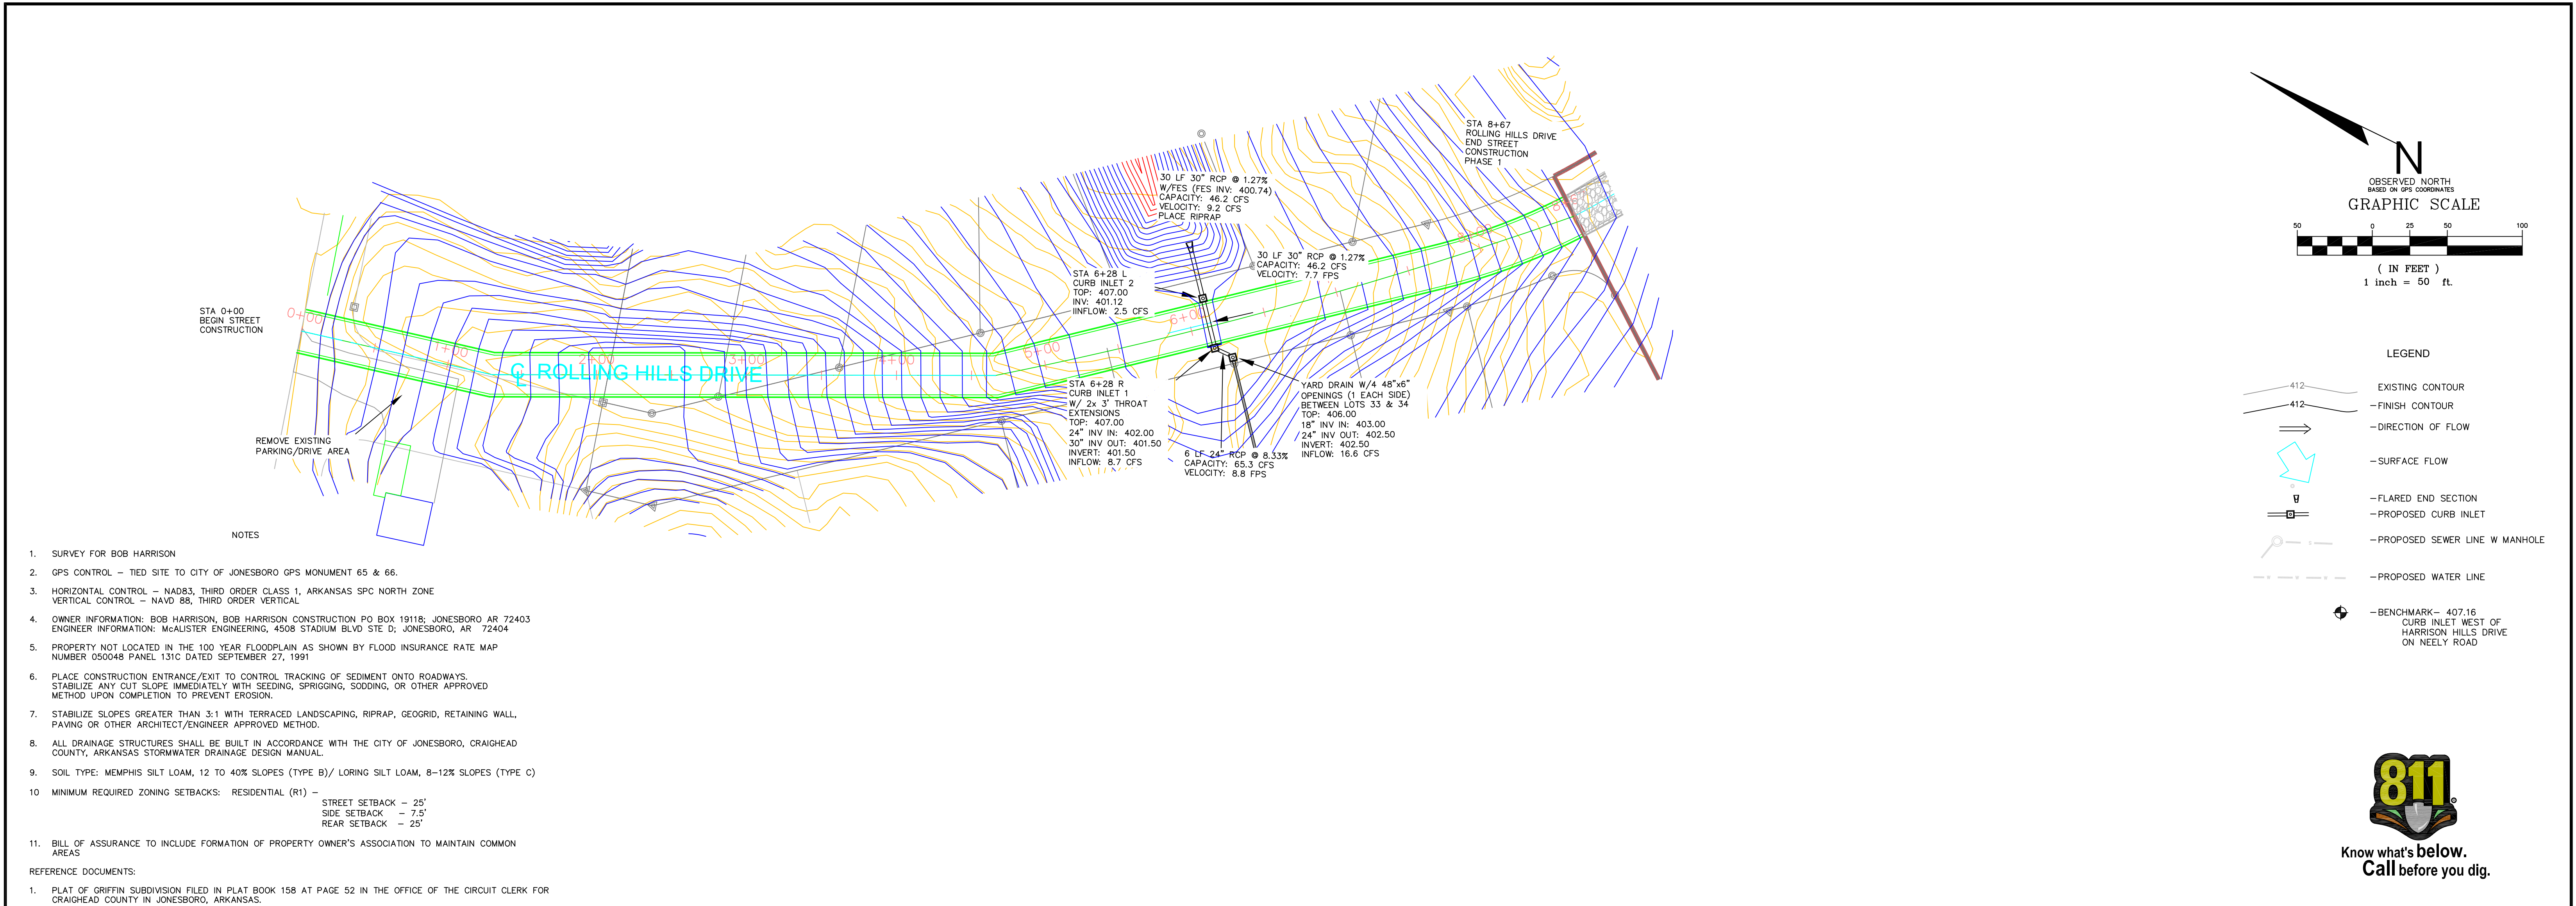 STA 8+67
ROLLING HILLS DRIVE
END STREET
CONSTRUCTION
PHASE 1
30 LF 30" RCP @ 1.27%
W/FES (FES INV: 400.74)
CAPACITY: 46.2 CFS
VELOCITY: 9.2 CFS
PLACE RIPRAP
30 LF 30" RCP @ 1.27%
CAPACITY: 46.2 CFS
VELOCITY: 7.7 FPS
STA 6+28 L
CURB INLET 2
TOP: 407.00
INV: 401.12
IINFLOW: 2.5 CFS
STA 0+00
BEGIN STREET
CONSTRUCTION
0+00
1+00
2+00
3+00
4+00
5+00
6+00
8+00
℄ ROLLING HILLS DRIVE
REMOVE EXISTING
PARKING/DRIVE AREA
STA 6+28 R
CURB INLET 1
W/ 2x 3' THROAT
EXTENSIONS
TOP: 407.00
24" INV IN: 402.00
30" INV OUT: 401.50
INVERT: 401.50
INFLOW: 8.7 CFS
6 LF 24" RCP @ 8.33%
CAPACITY: 65.3 CFS
VELOCITY: 8.8 FPS
YARD DRAIN W/4 48"x6"
OPENINGS (1 EACH SIDE)
BETWEEN LOTS 33 & 34
TOP: 406.00
18" INV IN: 403.00
24" INV OUT: 402.50
INVERT: 402.50
INFLOW: 16.6 CFS
N
OBSERVED NORTH
BASED ON GPS COORDINATES
GRAPHIC SCALE
50 0 25 50 100
( IN FEET )
1 inch = 50 ft.
LEGEND
412 EXISTING CONTOUR
412 -FINISH CONTOUR
-DIRECTION OF FLOW
-SURFACE FLOW
-FLARED END SECTION
-PROPOSED CURB INLET
-PROPOSED SEWER LINE W MANHOLE
-PROPOSED WATER LINE
-BENCHMARK- 407.16
CURB INLET WEST OF
HARRISON HILLS DRIVE
ON NEELY ROAD
NOTES
1. SURVEY FOR BOB HARRISON
2. GPS CONTROL - TIED SITE TO CITY OF JONESBORO GPS MONUMENT 65 & 66.
3. HORIZONTAL CONTROL - NAD83, THIRD ORDER CLASS 1, ARKANSAS SPC NORTH ZONE
VERTICAL CONTROL - NAVD 88, THIRD ORDER VERTICAL
4. OWNER INFORMATION: BOB HARRISON, BOB HARRISON CONSTRUCTION PO BOX 19118; JONESBORO AR 72403
ENGINEER INFORMATION: McALISTER ENGINEERING, 4508 STADIUM BLVD STE D; JONESBORO, AR 72404
5. PROPERTY NOT LOCATED IN THE 100 YEAR FLOODPLAIN AS SHOWN BY FLOOD INSURANCE RATE MAP
NUMBER 050048 PANEL 131C DATED SEPTEMBER 27, 1991
6. PLACE CONSTRUCTION ENTRANCE/EXIT TO CONTROL TRACKING OF SEDIMENT ONTO ROADWAYS.
STABILIZE ANY CUT SLOPE IMMEDIATELY WITH SEEDING, SPRIGGING, SODDING, OR OTHER APPROVED
METHOD UPON COMPLETION TO PREVENT EROSION.
7. STABILIZE SLOPES GREATER THAN 3:1 WITH TERRACED LANDSCAPING, RIPRAP, GEOGRID, RETAINING WALL,
PAVING OR OTHER ARCHITECT/ENGINEER APPROVED METHOD.
8. ALL DRAINAGE STRUCTURES SHALL BE BUILT IN ACCORDANCE WITH THE CITY OF JONESBORO, CRAIGHEAD
COUNTY, ARKANSAS STORMWATER DRAINAGE DESIGN MANUAL.
9. SOIL TYPE: MEMPHIS SILT LOAM, 12 TO 40% SLOPES (TYPE B)/ LORING SILT LOAM, 8-12% SLOPES (TYPE C)
10 MINIMUM REQUIRED ZONING SETBACKS: RESIDENTIAL (R1) -
STREET SETBACK - 25'
SIDE SETBACK - 7.5'
REAR SETBACK - 25'
11. BILL OF ASSURANCE TO INCLUDE FORMATION OF PROPERTY OWNER'S ASSOCIATION TO MAINTAIN COMMON
AREAS
REFERENCE DOCUMENTS:
1. PLAT OF GRIFFIN SUBDIVISION FILED IN PLAT BOOK 158 AT PAGE 52 IN THE OFFICE OF THE CIRCUIT CLERK FOR
CRAIGHEAD COUNTY IN JONESBORO, ARKANSAS.
811
Know what's below.
Call before you dig.